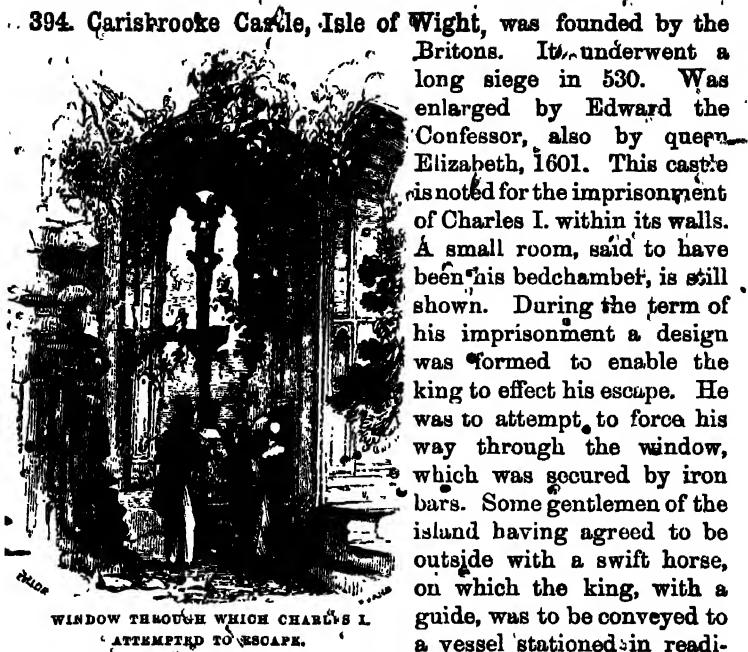 394. Carisbrooke Castle, Isle of Wight, was founded by the
Britons. It underwent a
long siege in 530. Was
enlarged by Edward the
Confessor, also by queen
Elizabeth, 1601. This castle
is noted for the imprisonment
of Charles I. within its walls.
A small room, said to have
been his bedchamber, is still
shown. During the term of
his imprisonment a design
was formed to enable the
king to effect his escape. He
was to attempt to force his
way through the window,
which was secured by iron
bars. Some gentlemen of the
island having agreed to be
outside with a swift horse,
on which the king, with a
guide, was to be conveyed to
a vessel stationed in readi-
WINDOW THROUGH WHICH CHARLES I.
ATTEMPTED TO ESCAPE.